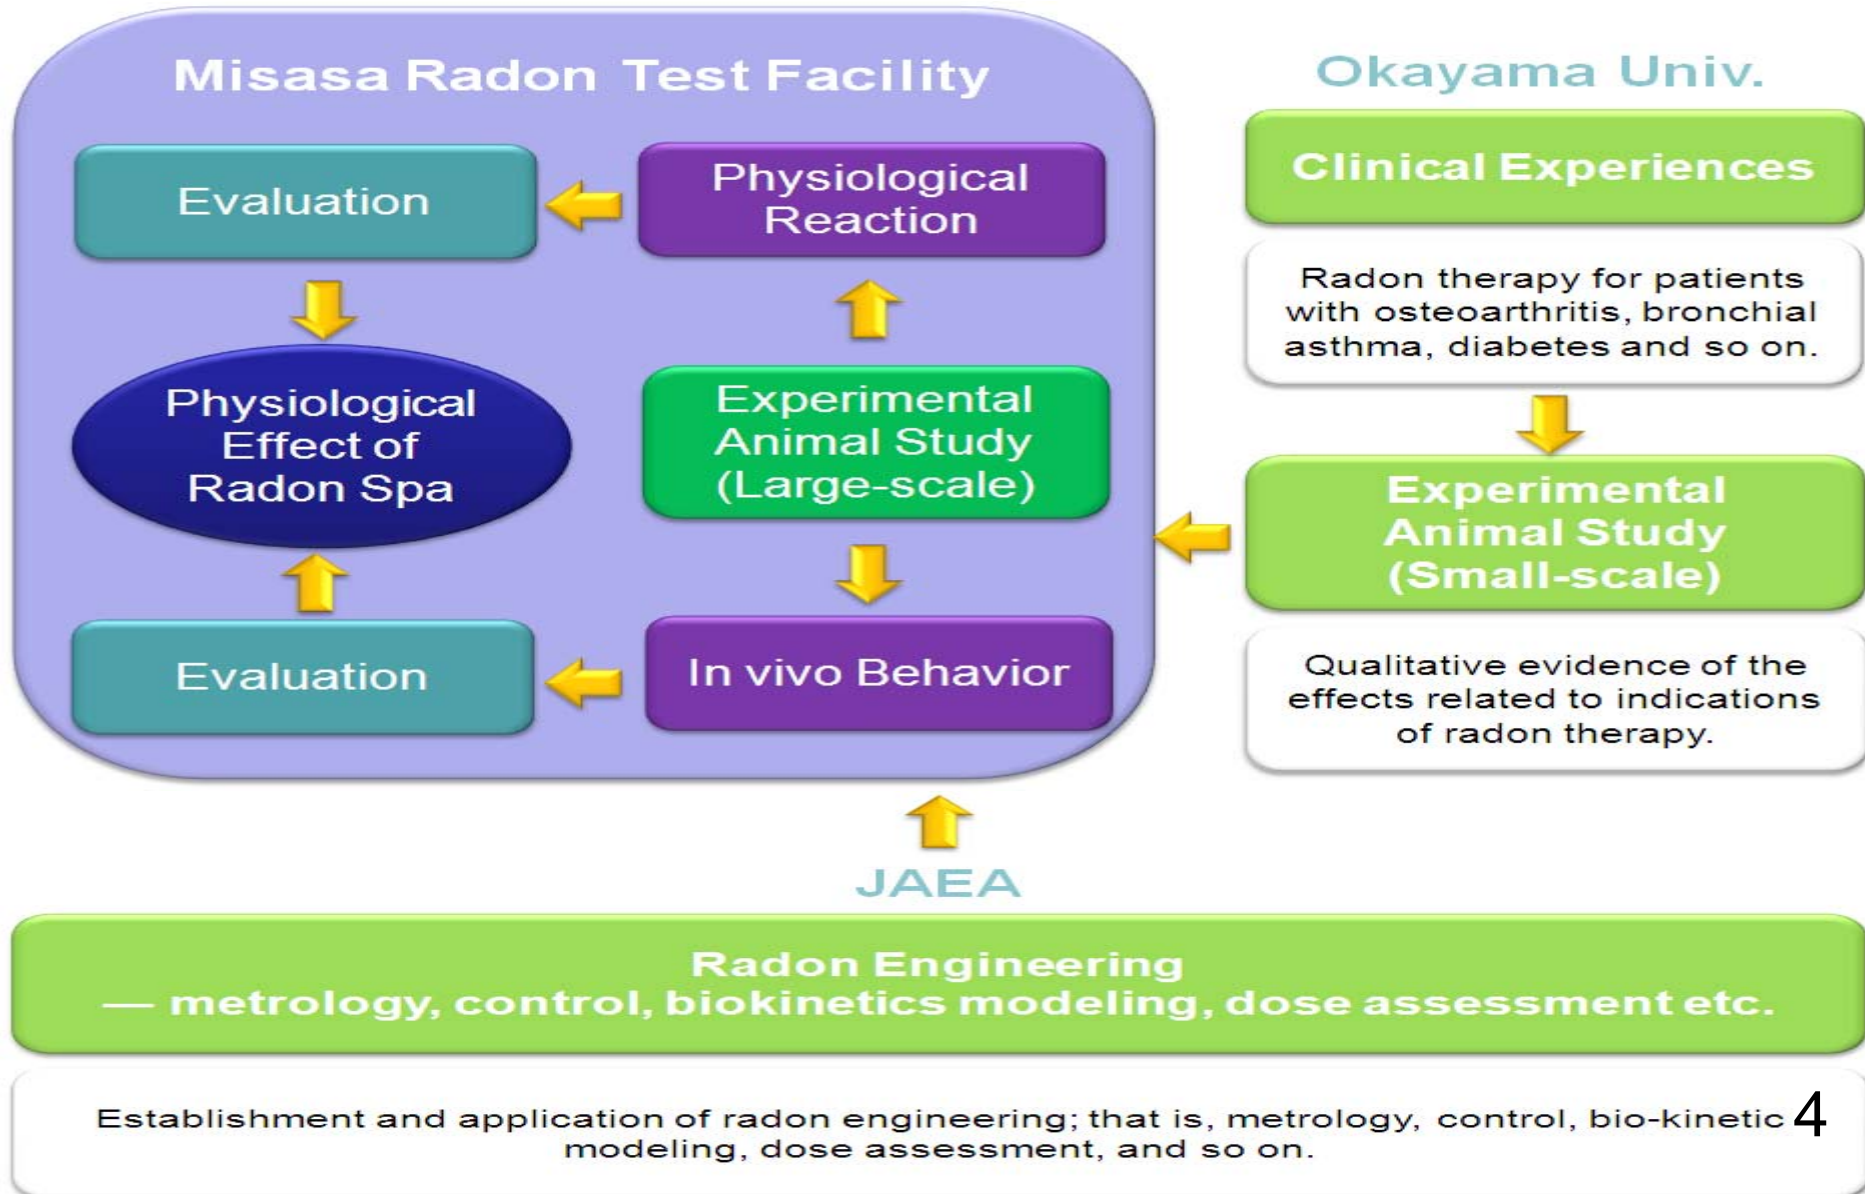 Misasa Radon Test Facility
Evaluation
Physiological
Reaction
Physiological
Effect of
Radon Spa
Experimental
Animal Study
(Large-scale)
Evaluation
In vivo Behavior
Okayama Univ.
Clinical Experiences
Radon therapy for patients
with osteoarthritis, bronchial
asthma, diabetes and so on.
Experimental
Animal Study
(Small-scale)
Qualitative evidence of the
effects related to indications
of radon therapy.
JAEA
Radon Engineering
— metrology, control, biokinetics modeling, dose assessment etc.
Establishment and application of radon engineering; that is, metrology, control, bio-kinetic
modeling, dose assessment, and so on.
4